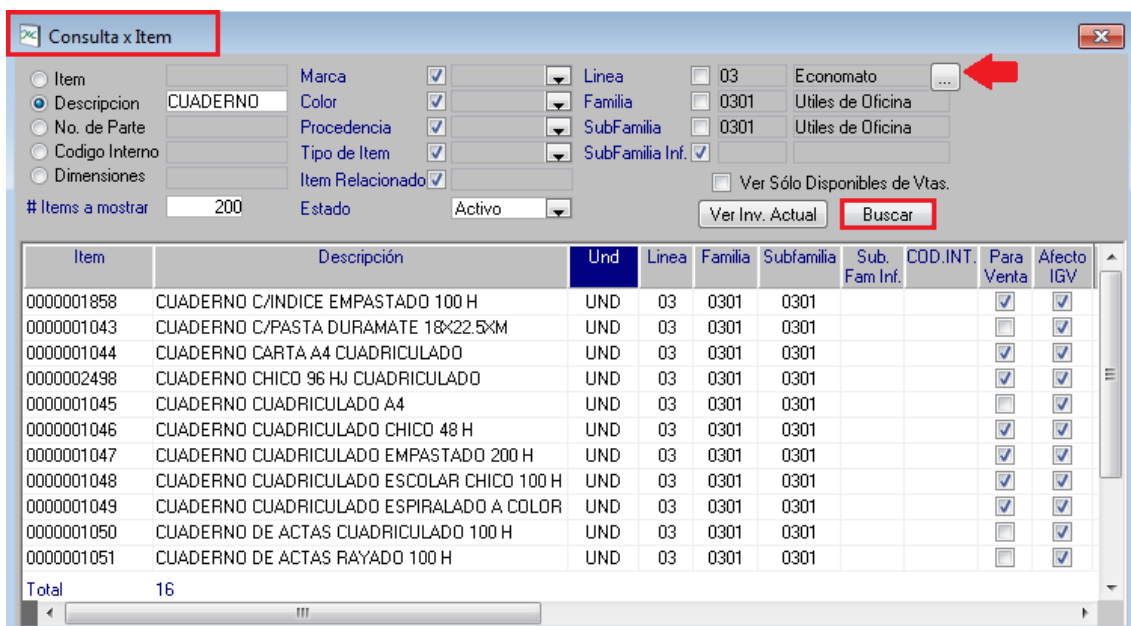 Consulta x Item
Item Marca Linea 03 Economato ...
Descripcion CUADERNO Color Familia 0301 Utiles de Oficina
No. de Parte Procedencia SubFamilia 0301 Utiles de Oficina
Codigo Interno Tipo de Item SubFamilia Inf.
Dimensiones Item Relacionado Ver Sólo Disponibles de Vtas.
# Items a mostrar 200 Estado Activo Ver Inv. Actual Buscar
Item Descripción Und Linea Familia Subfamilia Sub. Fam Inf. COD.INT. Para Venta Afecto IGV
0000001858 CUADERNO C/INDICE EMPASTADO 100 H UND 03 0301 0301
0000001043 CUADERNO C/PASTA DURAMATE 18X22.5XM UND 03 0301 0301
0000001044 CUADERNO CARTA A4 CUADRICULADO UND 03 0301 0301
0000002498 CUADERNO CHICO 96 HJ CUADRICULADO UND 03 0301 0301
0000001045 CUADERNO CUADRICULADO A4 UND 03 0301 0301
0000001046 CUADERNO CUADRICULADO CHICO 48 H UND 03 0301 0301
0000001047 CUADERNO CUADRICULADO EMPASTADO 200 H UND 03 0301 0301
0000001048 CUADERNO CUADRICULADO ESCOLAR CHICO 100 H UND 03 0301 0301
0000001049 CUADERNO CUADRICULADO ESPIRALADO A COLOR UND 03 0301 0301
0000001050 CUADERNO DE ACTAS CUADRICULADO 100 H UND 03 0301 0301
0000001051 CUADERNO DE ACTAS RAYADO 100 H UND 03 0301 0301
Total 16